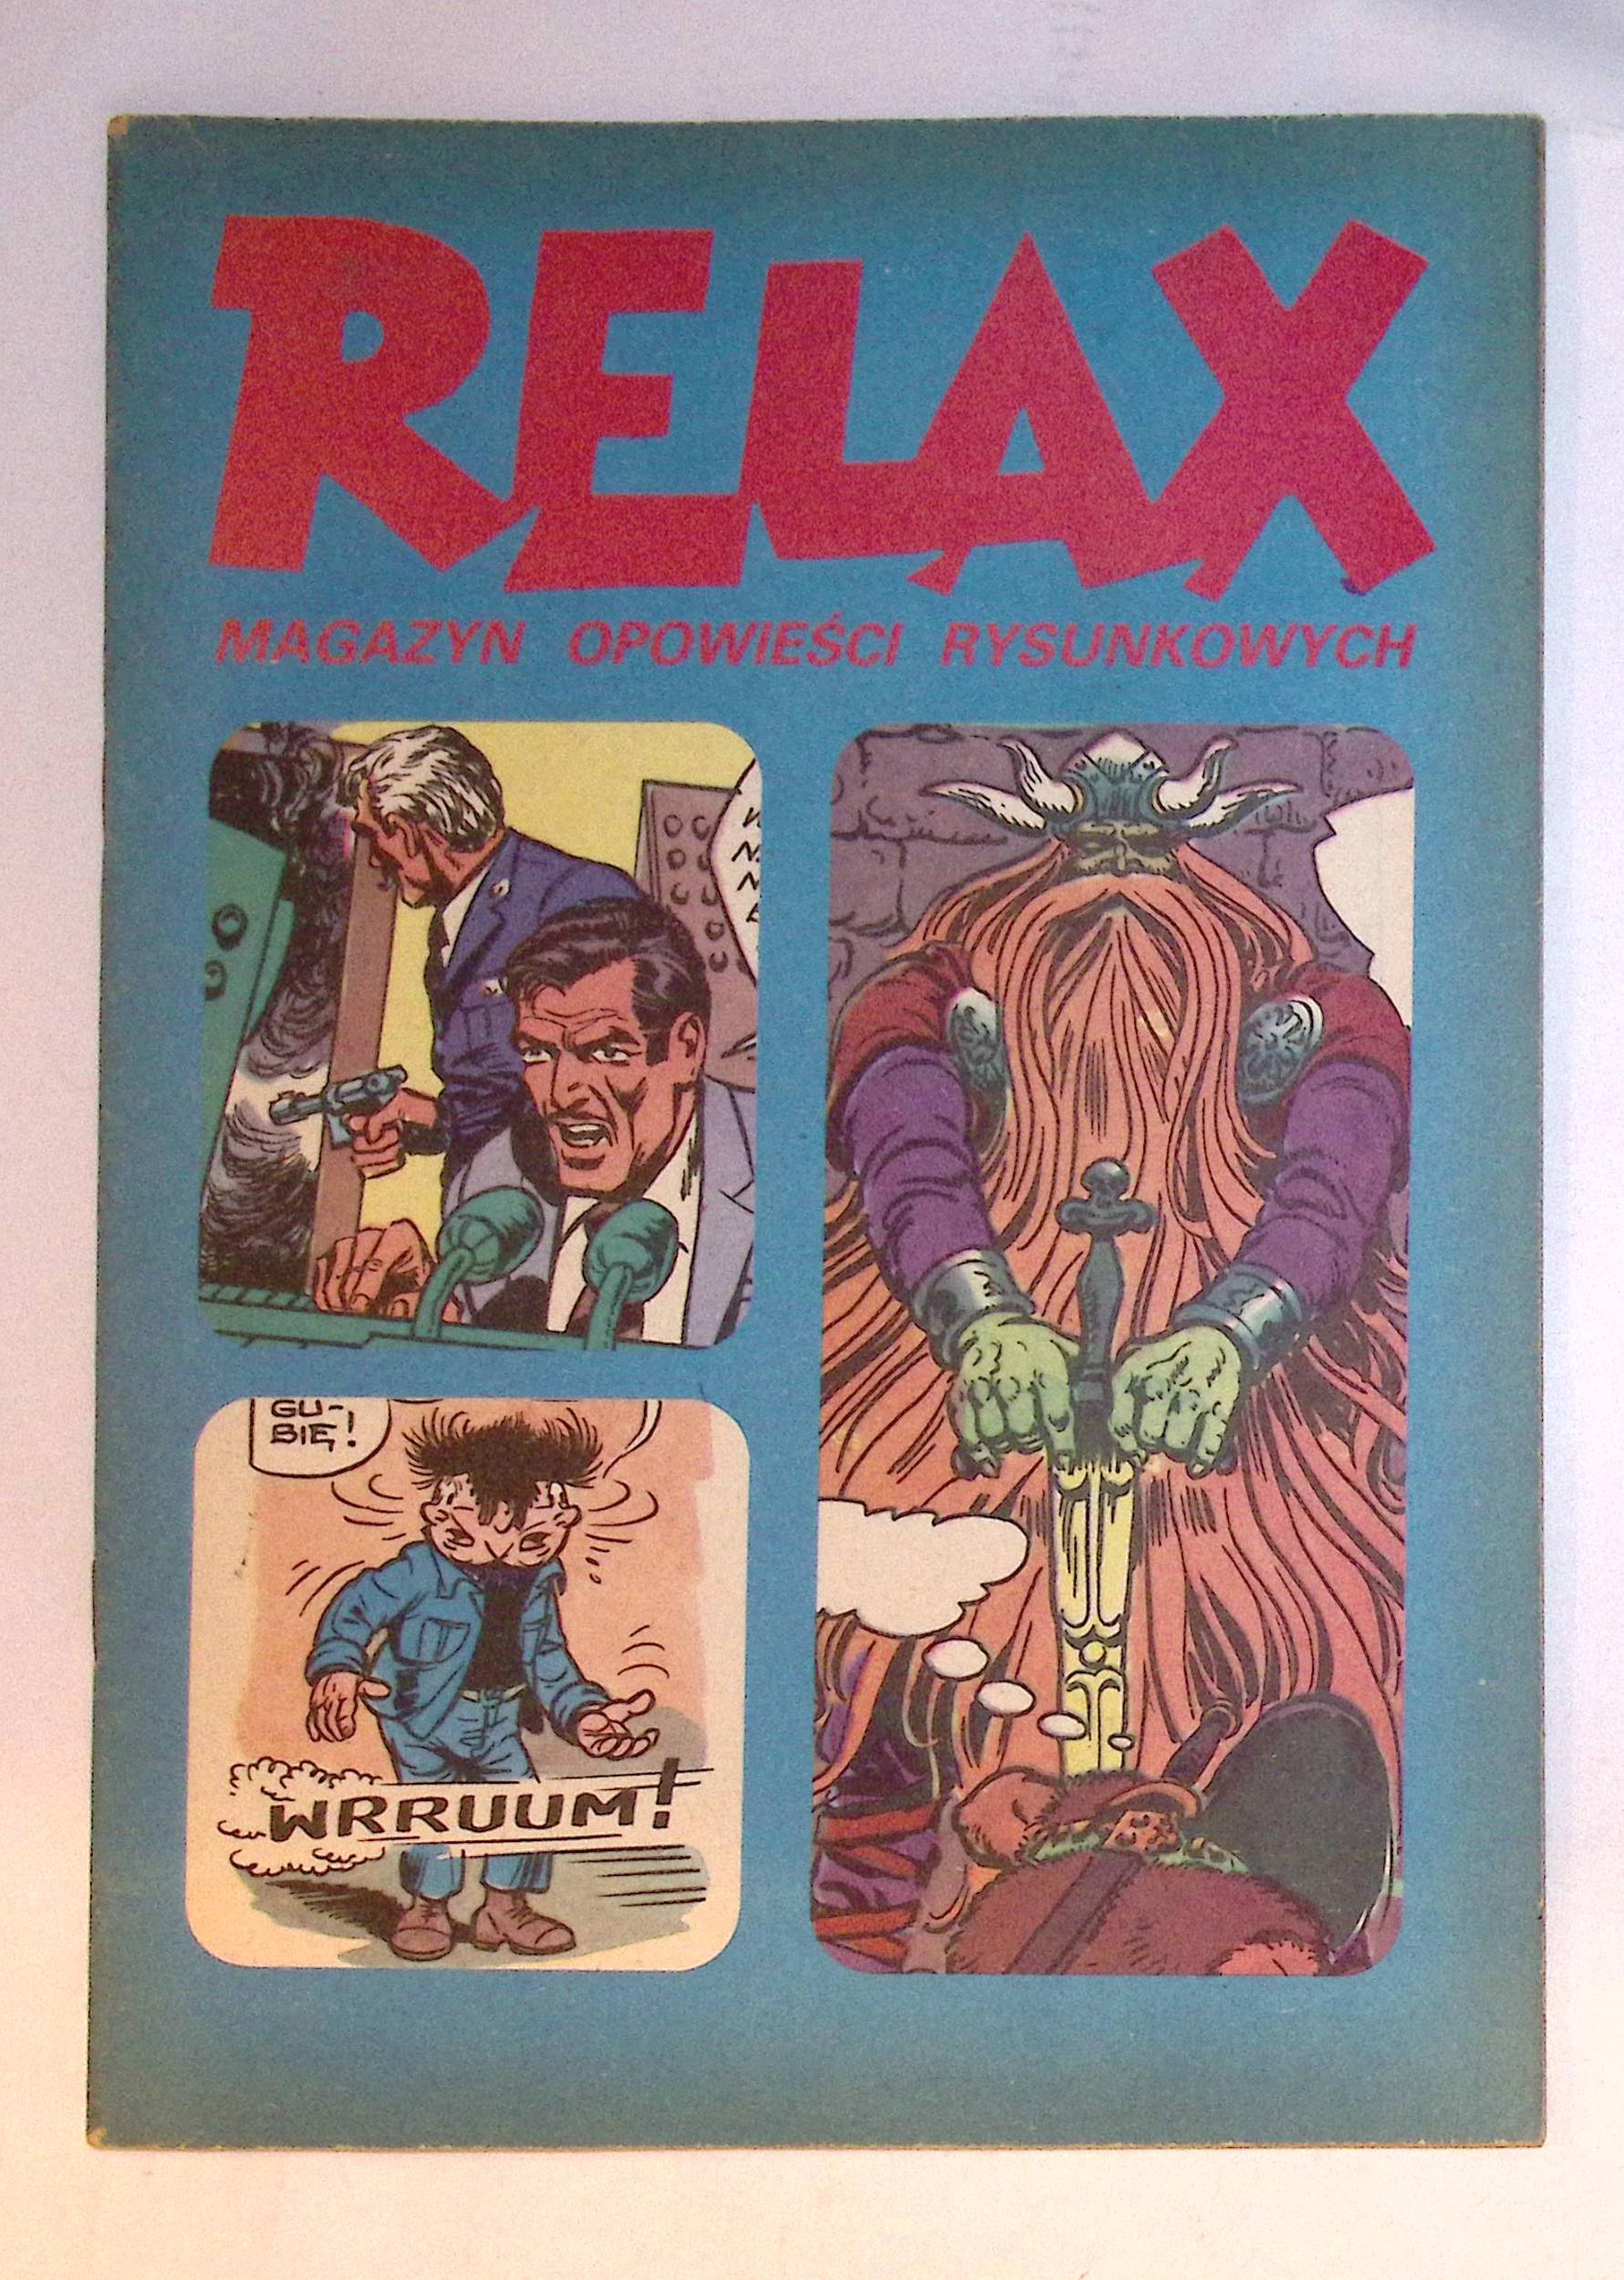 RELAX
MAGAZYN OPOWIEŚCI RYSUNKOWYCH
GU-
BIĘ!
WRRUUM!